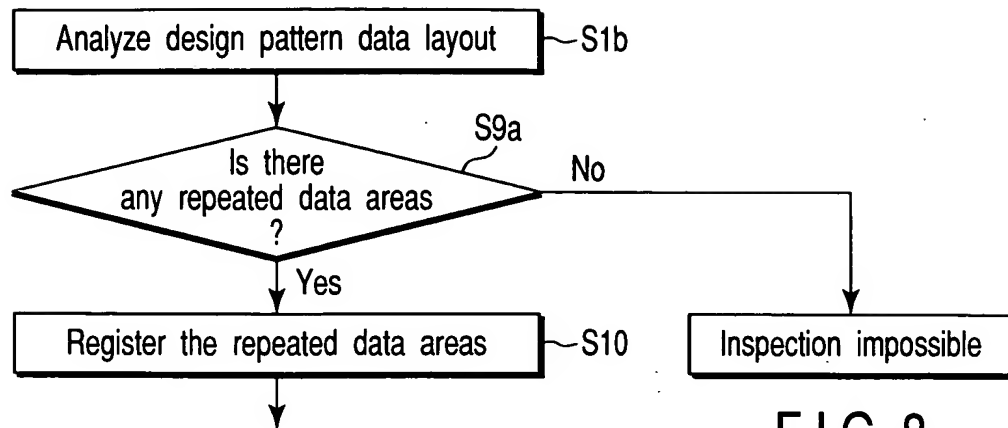 Analyze design pattern data layout
S1b
S9a
Is there
any repeated data areas
?
No
Yes
Register the repeated data areas
S10
Inspection impossible